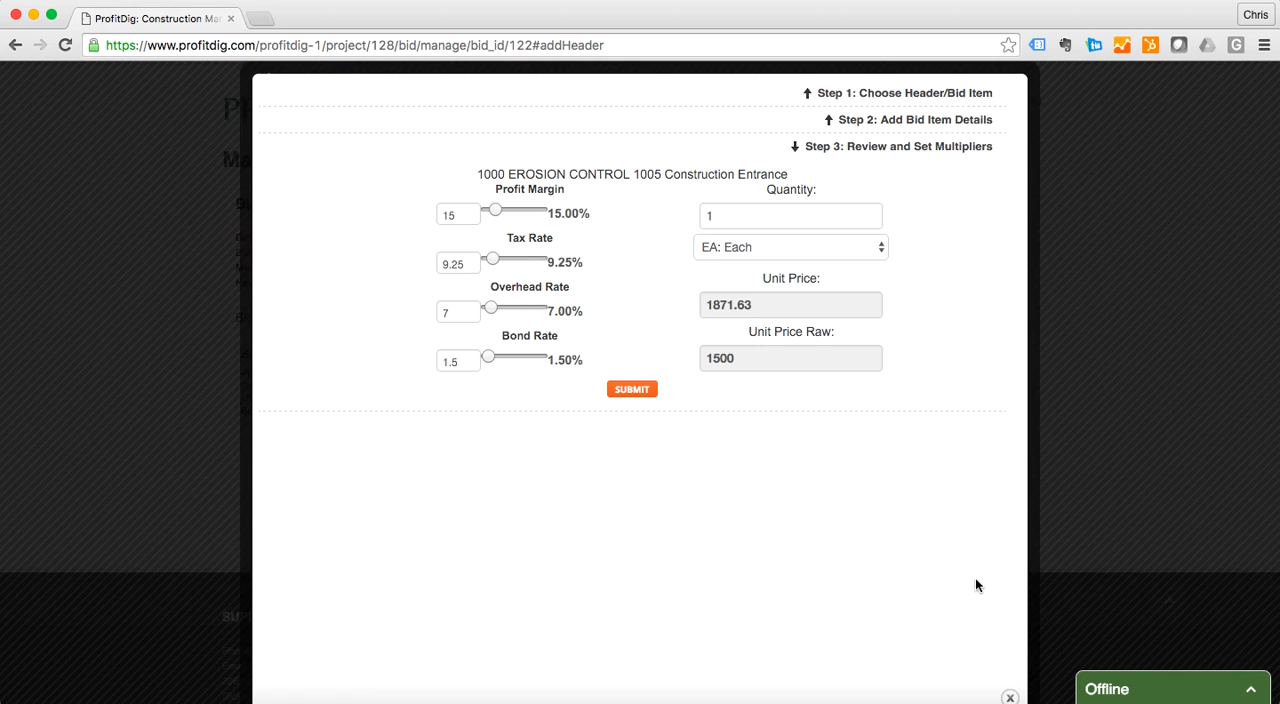 ProfitDig: Construction Ma
Chris
https://www.profitdig.com/profitdig-1/project/128/bid/manage/bid_id/122#addHeader
Step 1: Choose Header/Bid Item
Step 2: Add Bid Item Details
Step 3: Review and Set Multipliers
1000 EROSION CONTROL 1005 Construction Entrance
Profit Margin
15
15.00%
Tax Rate
9.25
9.25%
Overhead Rate
7
7.00%
Bond Rate
1.5
1.50%
Quantity:
1
EA: Each
Unit Price:
1871.63
Unit Price Raw:
1500
SUBMIT
Offline